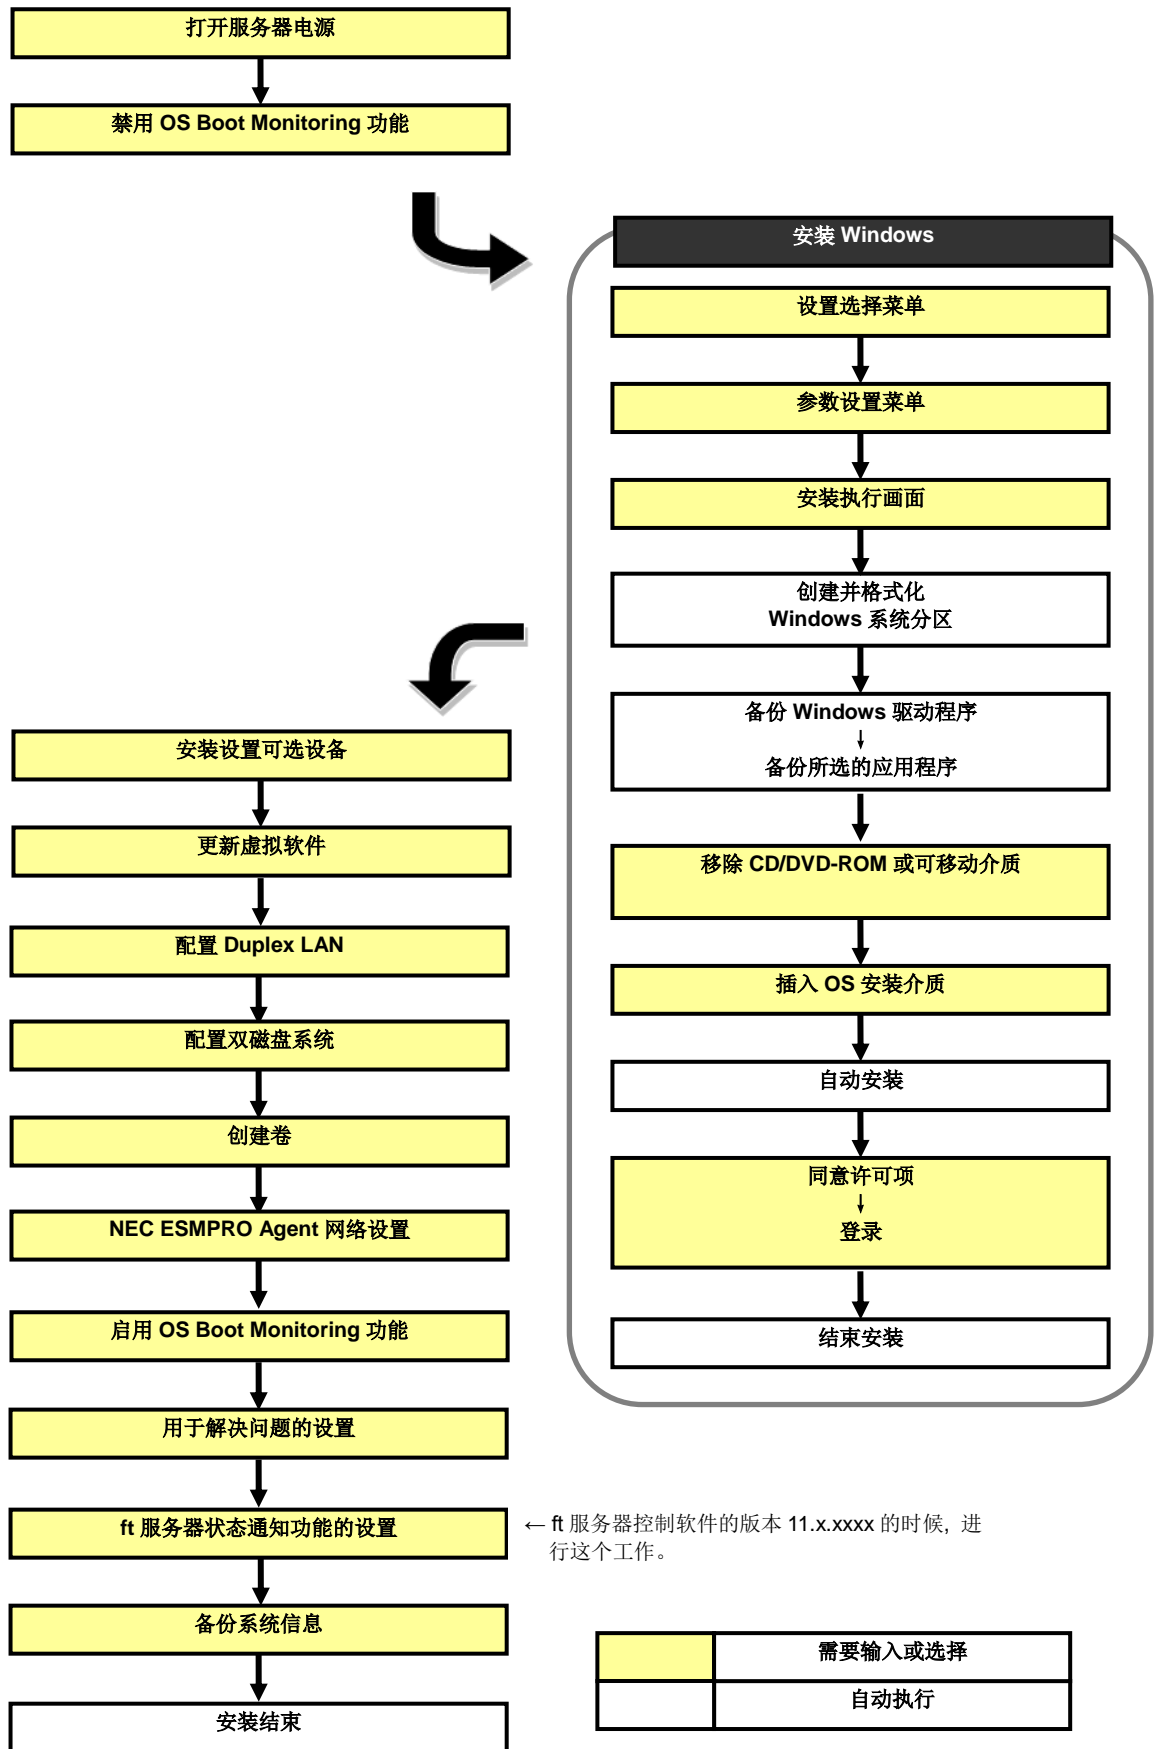 打开服务器电源
禁用 OS Boot Monitoring 功能
安装 Windows
设置选择菜单
参数设置菜单
安装执行画面
创建并格式化
Windows 系统分区
备份 Windows 驱动程序
↓
备份所选的应用程序
移除 CD/DVD-ROM 或可移动介质
插入 OS 安装介质
自动安装
同意许可项
↓
登录
结束安装
安装设置可选设备
更新虚拟软件
配置 Duplex LAN
配置双磁盘系统
创建卷
NEC ESMPRO Agent 网络设置
启用 OS Boot Monitoring 功能
用于解决问题的设置
ft 服务器状态通知功能的设置
← ft 服务器控制软件的版本 11.x.xxxx 的时候, 进
行这个工作。
备份系统信息
安装结束
需要输入或选择
自动执行